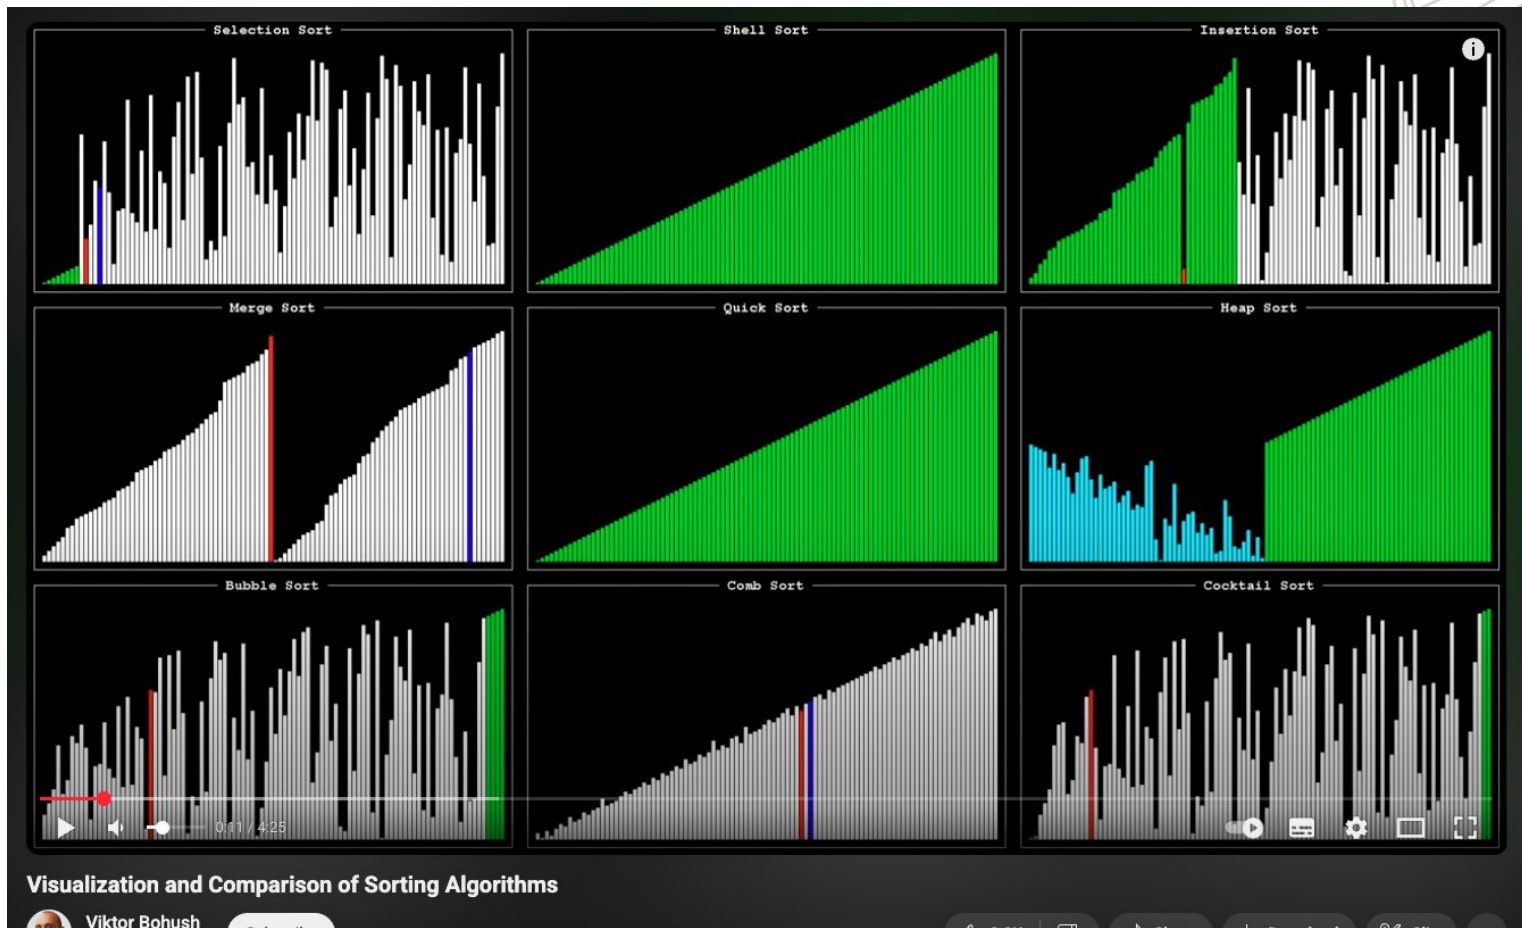 Selection Sort
Shell Sort
Insertion Sort
Merge Sort
Quick Sort
Heap Sort
Bubble Sort
Comb Sort
Cocktail Sort
0:11 / 4:25
Visualization and Comparison of Sorting Algorithms
Viktor Bohush